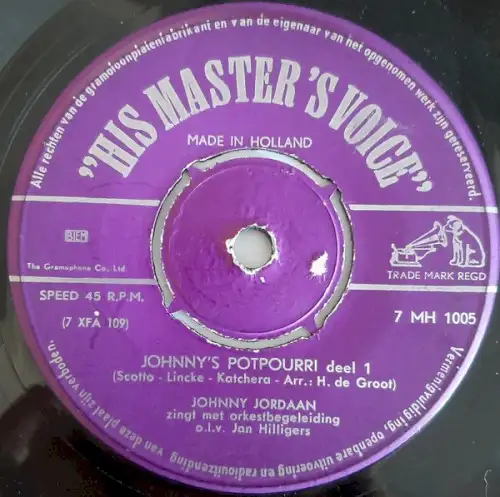 Alle rechten van de gramofoonplatenfabrikant en van de eigenaar van het opgenomen werk zijn gereserveerd.
"HIS MASTER'S VOICE"
MADE IN HOLLAND
BIEM
The Gramophone Co., Ltd.
TRADE MARK REGD
SPEED 45 R.P.M.
(7 XFA 109)
7 MH 1005
JOHNNY'S POTPOURRI deel 1
(Scotto - Lincke - Katchera - Arr.: H. de Groot)
JOHNNY JORDAAN
zingt met orkestbegeleiding
o.l.v. Jan Hilligers
Vermenigvuldiging, openbare uitvoering en radiouitzending van deze plaat zijn verboden.